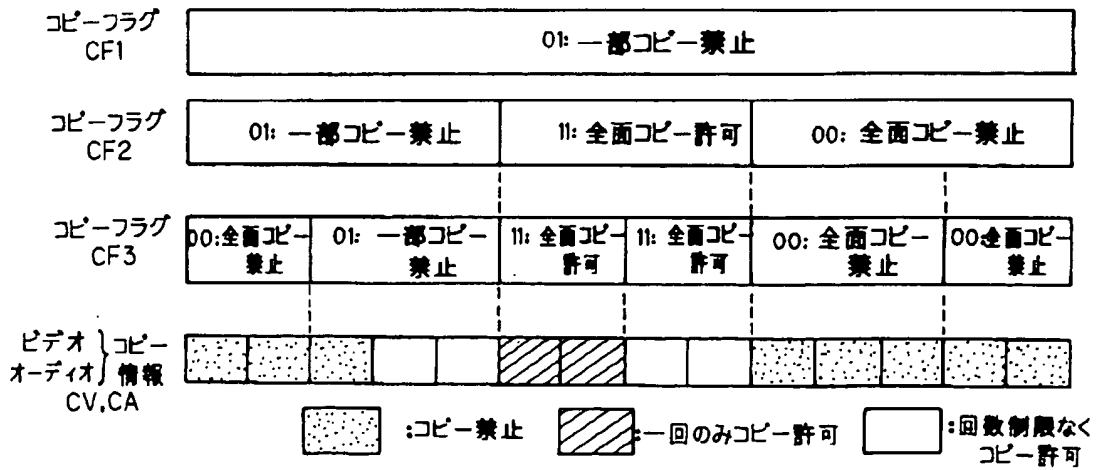 コピーフラグ
CF1
01: 一部コピー禁止
コピーフラグ
CF2
01: 一部コピー禁止
11: 全面コピー許可
00: 全面コピー禁止
コピーフラグ
CF3
00:全面コピー
禁止
01: 一部コピー
禁止
11: 全面コピー
許可
11: 全面コピー
許可
00: 全面コピー
禁止
00:全面コピー
禁止
ビデオ
オーディオ
コピー
情報
CV,CA
:コピー禁止
:一回のみコピー許可
:回数制限なく
コピー許可